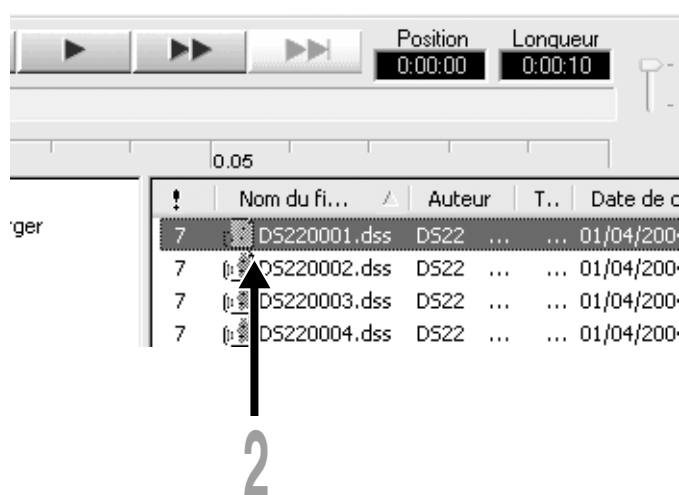 Position Longueur
0:00:00 0:00:10
0.05
! Nom du fi... Auteur T.. Date de c
rger
7 DS220001.dss DS22 ... ... 01/04/200
7 DS220002.dss DS22 ... ... 01/04/200
7 DS220003.dss DS22 ... ... 01/04/200
7 DS220004.dss DS22 ... ... 01/04/200
2